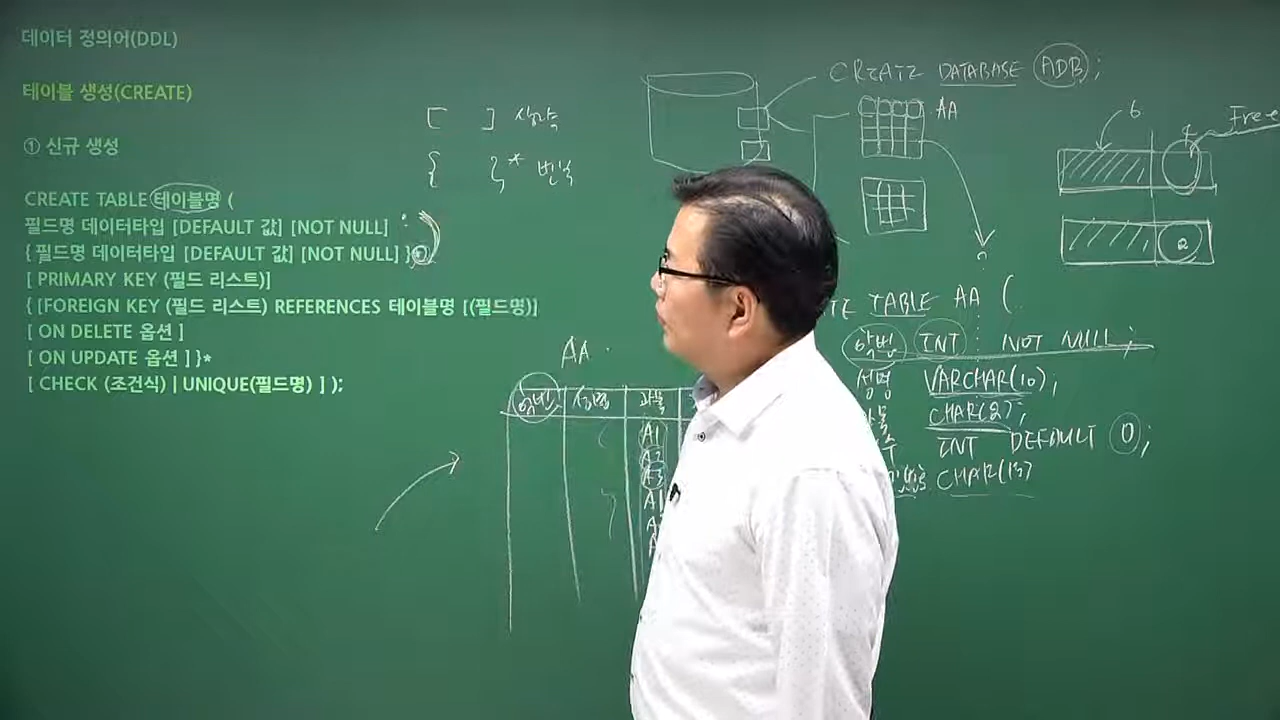 데이터 정의어(DDL)
테이블 생성(CREATE)
① 신규 생성
CREATE TABLE 테이블명 (
필드명 데이터타입 [DEFAULT 값] [NOT NULL]
{ 필드명 데이터타입 [DEFAULT 값] [NOT NULL] }*
[ PRIMARY KEY (필드 리스트)]
{ [FOREIGN KEY (필드 리스트) REFERENCES 테이블명 [(필드명)]
[ ON DELETE 옵션 ]
[ ON UPDATE 옵션 ] }*
[ CHECK (조건식) | UNIQUE(필드명) ] );
[ ] 생략
{ }* 반복
CREATE DATABASE ADB ;
AA
6
Free
2
TABLE AA (
학번 INT : NOT NULL ;
성명 VARCHAR(10);
CHAR(2);
INT DEFAULT 0;
CHAR(13)
AA
학번 성명 과목
A1
A2
A3
A1